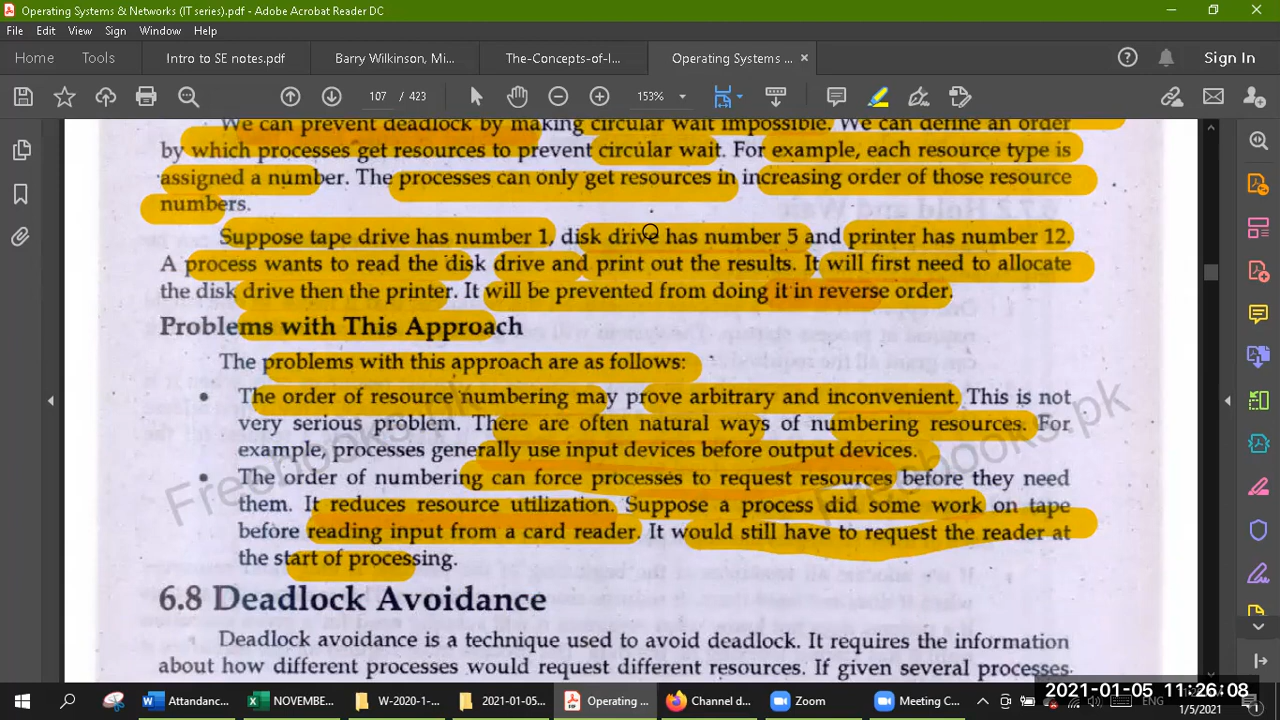 Operating Systems & Networks (IT series).pdf - Adobe Acrobat Reader DC
File Edit View Sign Window Help
Home Tools Intro to SE notes.pdf Barry Wilkinson, Mi... The-Concepts-of-I... Operating Systems ... × Sign In
107 / 423 153%
We can prevent deadlock by making circular wait impossible. We can define an order
by which processes get resources to prevent circular wait. For example, each resource type is
assigned a number. The processes can only get resources in increasing order of those resource
numbers.
Suppose tape drive has number 1, disk drive has number 5 and printer has number 12.
A process wants to read the disk drive and print out the results. It will first need to allocate
the disk drive then the printer. It will be prevented from doing it in reverse order.
Problems with This Approach
The problems with this approach are as follows:
• The order of resource numbering may prove arbitrary and inconvenient. This is not
very serious problem. There are often natural ways of numbering resources. For
example, processes generally use input devices before output devices.
• The order of numbering can force processes to request resources before they need
them. It reduces resource utilization. Suppose a process did some work on tape
before reading input from a card reader. It would still have to request the reader at
the start of processing.
Freebooks.pk Freebooks.pk
6.8 Deadlock Avoidance
Deadlock avoidance is a technique used to avoid deadlock. It requires the information
about how different processes would request different resources. If given several processes
Attandanc... NOVEMBE... W-2020-1-... 2021-01-05... Operating ... Channel d... Zoom Meeting C... ENG
2021-01-05 11:26:08
1/5/2021